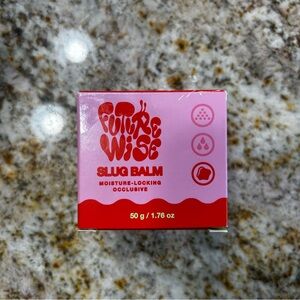 FUTURE
WISE
SLUG BALM
MOISTURE-LOCKING
OCCLUSIVE
50 g / 1.76 oz